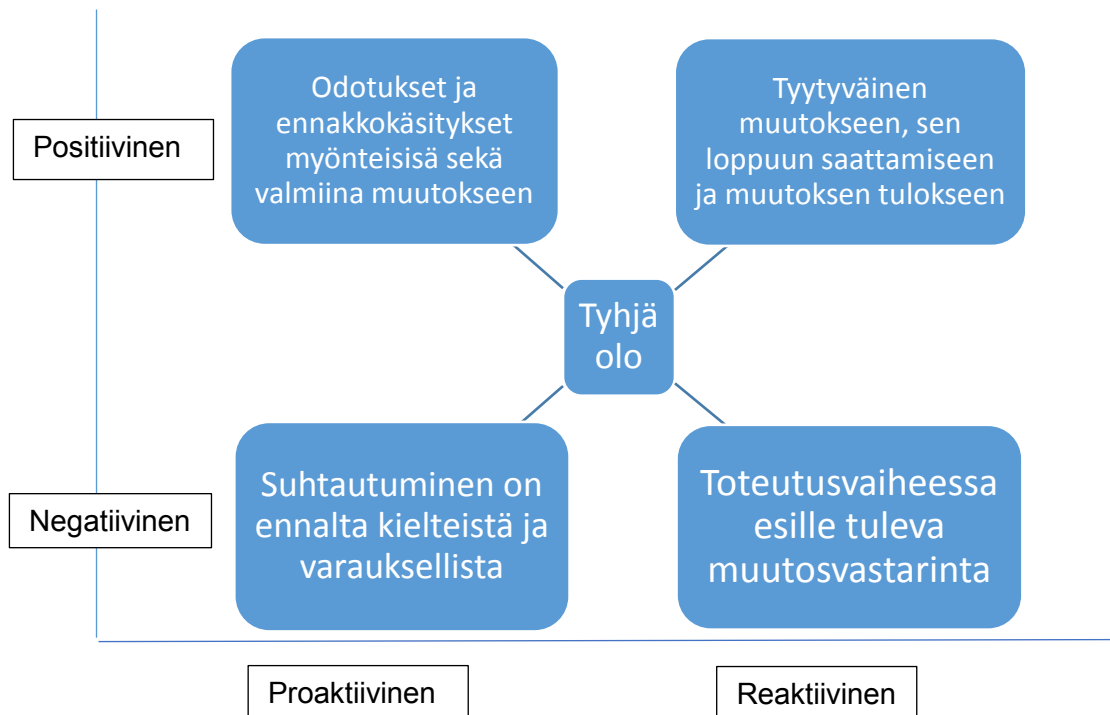 Positiivinen
Odotukset ja
ennakkokäsitykset
myönteisisä sekä
valmiina muutokseen
Tyytyväinen
muutokseen, sen
loppuun saattamiseen
ja muutoksen tulokseen
Tyhjä
olo
Negatiivinen
Suhtautuminen on
ennalta kielteistä ja
varauksellista
Toteutusvaiheessa
esille tuleva
muutosvastarinta
Proaktiivinen
Reaktiivinen